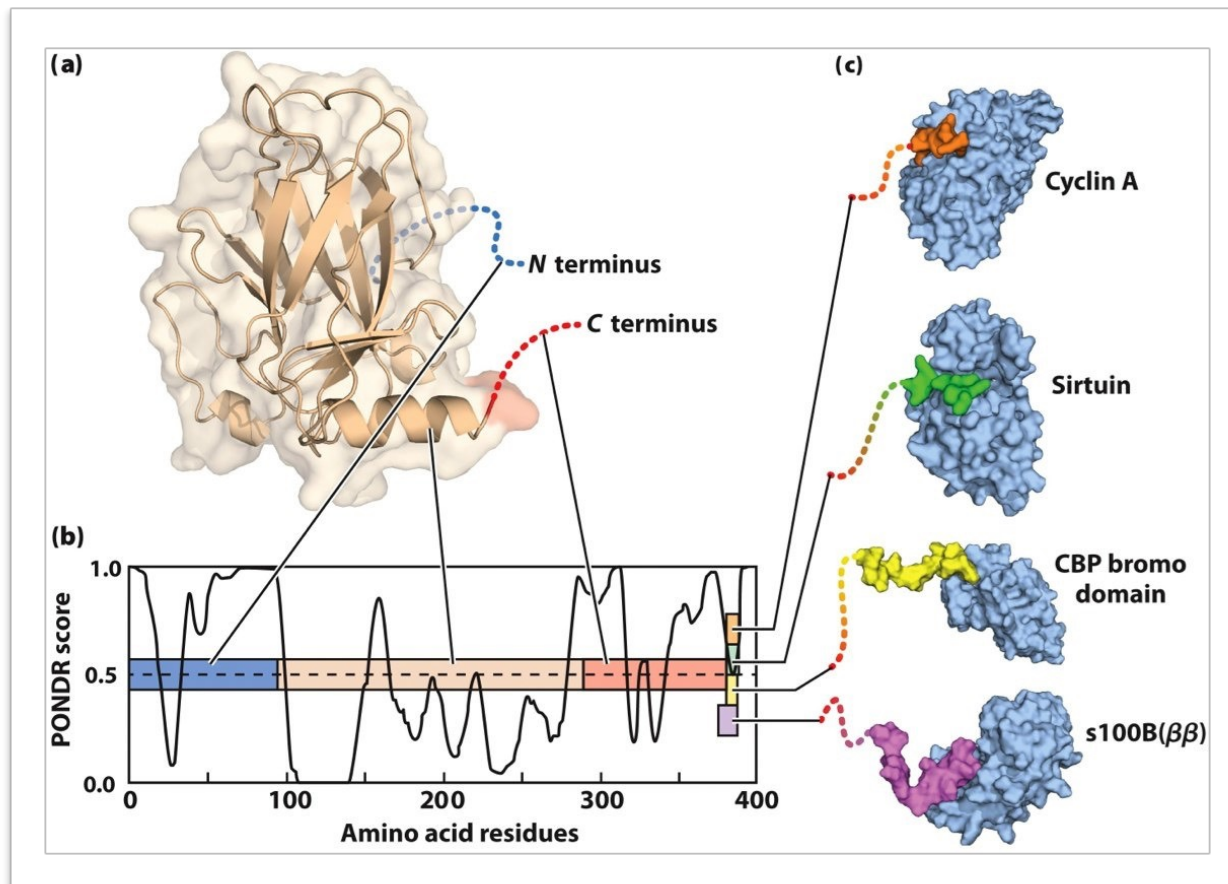 (a)
N terminus
C terminus
(b)
PONDR score
1.0
0.5
0.0
0
100
200
300
400
Amino acid residues
(c)
Cyclin A
Sirtuin
CBP bromo
domain
s100B(ββ)